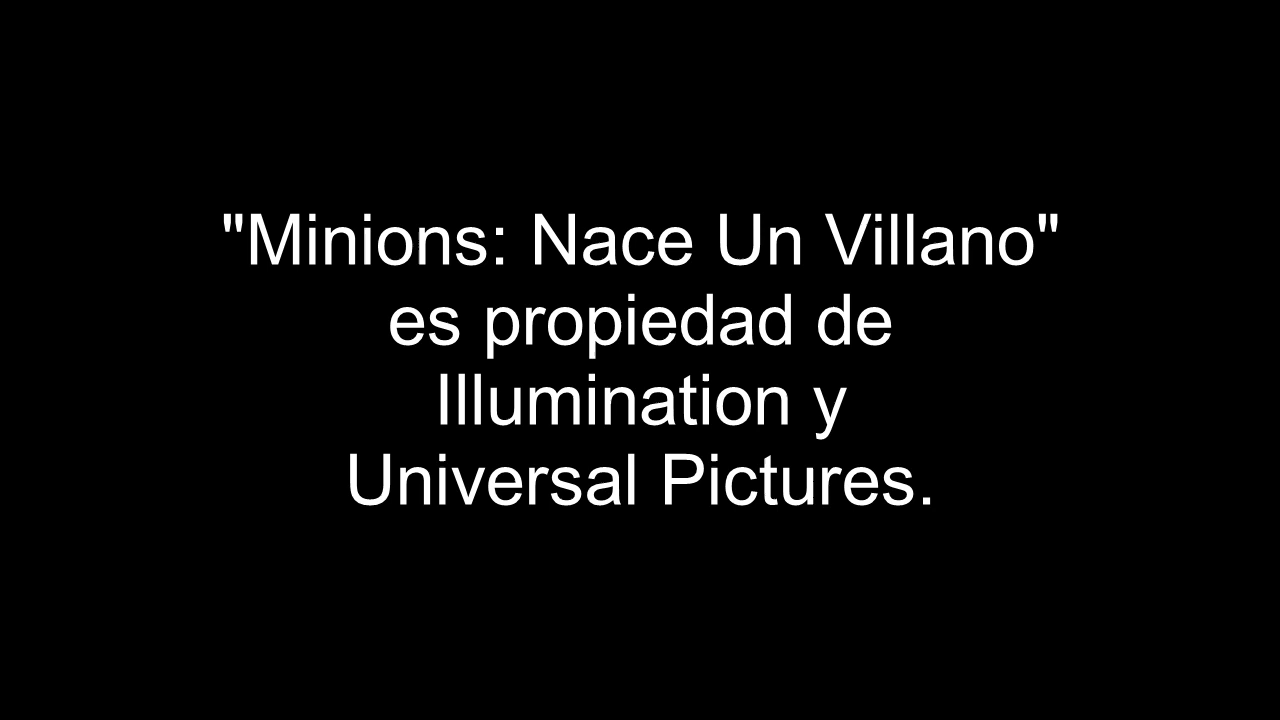 "Minions: Nace Un Villano"
es propiedad de
Illumination y
Universal Pictures.